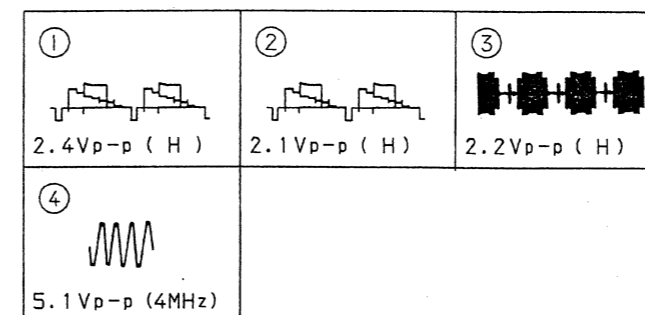 ①
2.4Vp-p ( H )
②
2.1Vp-p ( H )
③
2.2Vp-p ( H )
④
5.1Vp-p (4MHz)